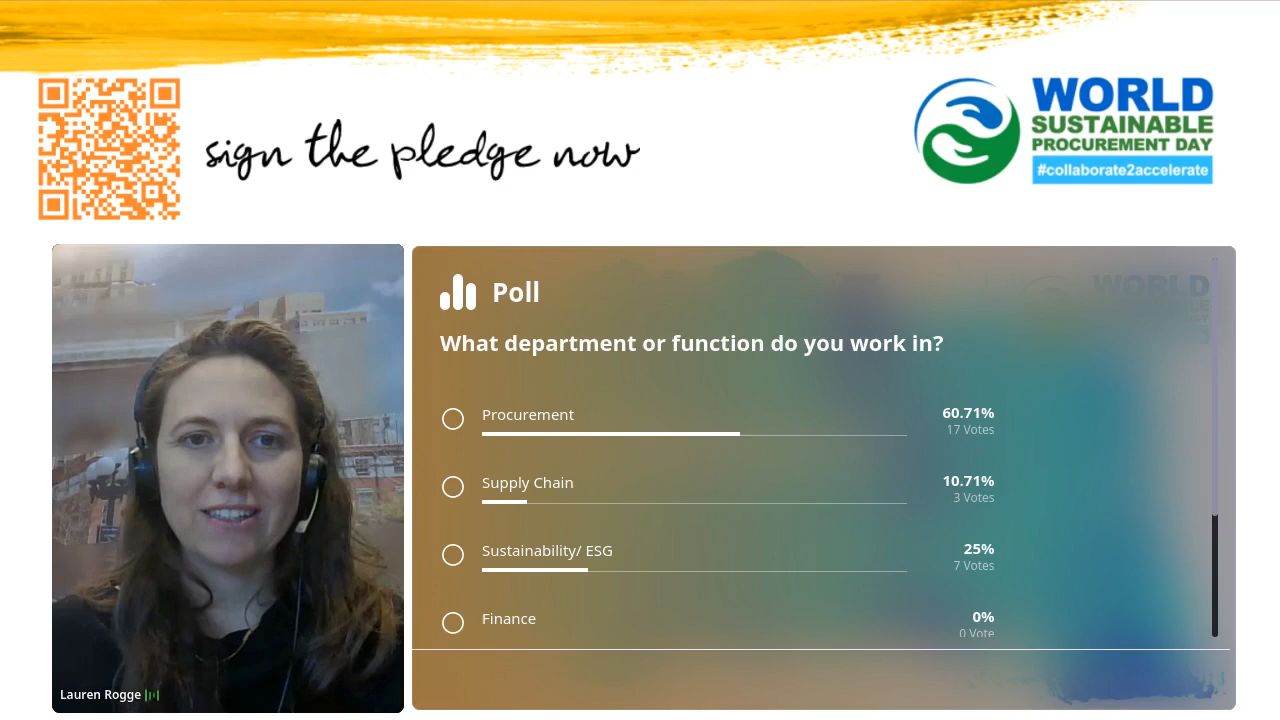 sign the pledge now
WORLD
SUSTAINABLE
PROCUREMENT DAY
#collaborate2accelerate
Poll
WORLD
What department or function do you work in?
Procurement
60.71%
17 Votes
Supply Chain
10.71%
3 Votes
Sustainability/ ESG
25%
7 Votes
Finance
0%
0 Vote
Lauren Rogge